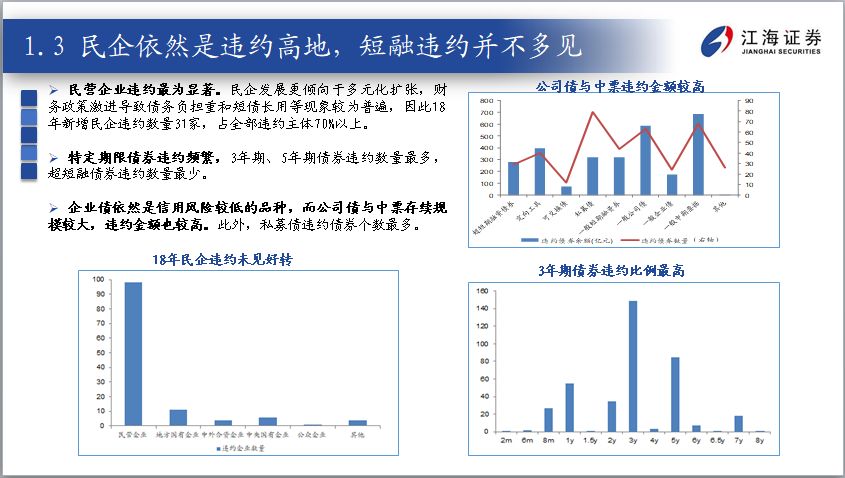 1.3 民企依然是违约高地，短融违约并不多见
江海证券
JIANGHAI SECURITIES
➢ 民营企业违约最为显著。民企发展更倾向于多元化扩张，财
务政策激进导致债务负担重和短债长用等现象较为普遍，因此18
年新增民企违约数量31家，占全部违约主体70%以上。
➢ 特定期限债券违约频繁，3年期、5年期债券违约数量最多，
超短融债券违约数量最少。
➢ 企业债依然是信用风险较低的品种，而公司债与中票存续规
模较大，违约金额也较高。此外，私募债违约债券个数最多。
公司债与中票违约金额较高
800
700
600
500
400
300
200
100
0
90
80
70
60
50
40
30
20
10
0
超短期融资债券 定向工具 可交换债 私募债 一般短期融资券 一般公司债 一般企业债 一般中期票据 其他
违约债券余额(亿元) 违约债券数量（右轴）
18年民企违约未见好转
100
90
80
70
60
50
40
30
20
10
0
民营企业 地方国有企业 中外合资企业 中央国有企业 公众企业 其他
违约企业数量
3年期债券违约比例最高
160
140
120
100
80
60
40
20
0
2m 6m 8m 1y 1.5y 2y 3y 4y 5y 6y 6.5y 7y 8y